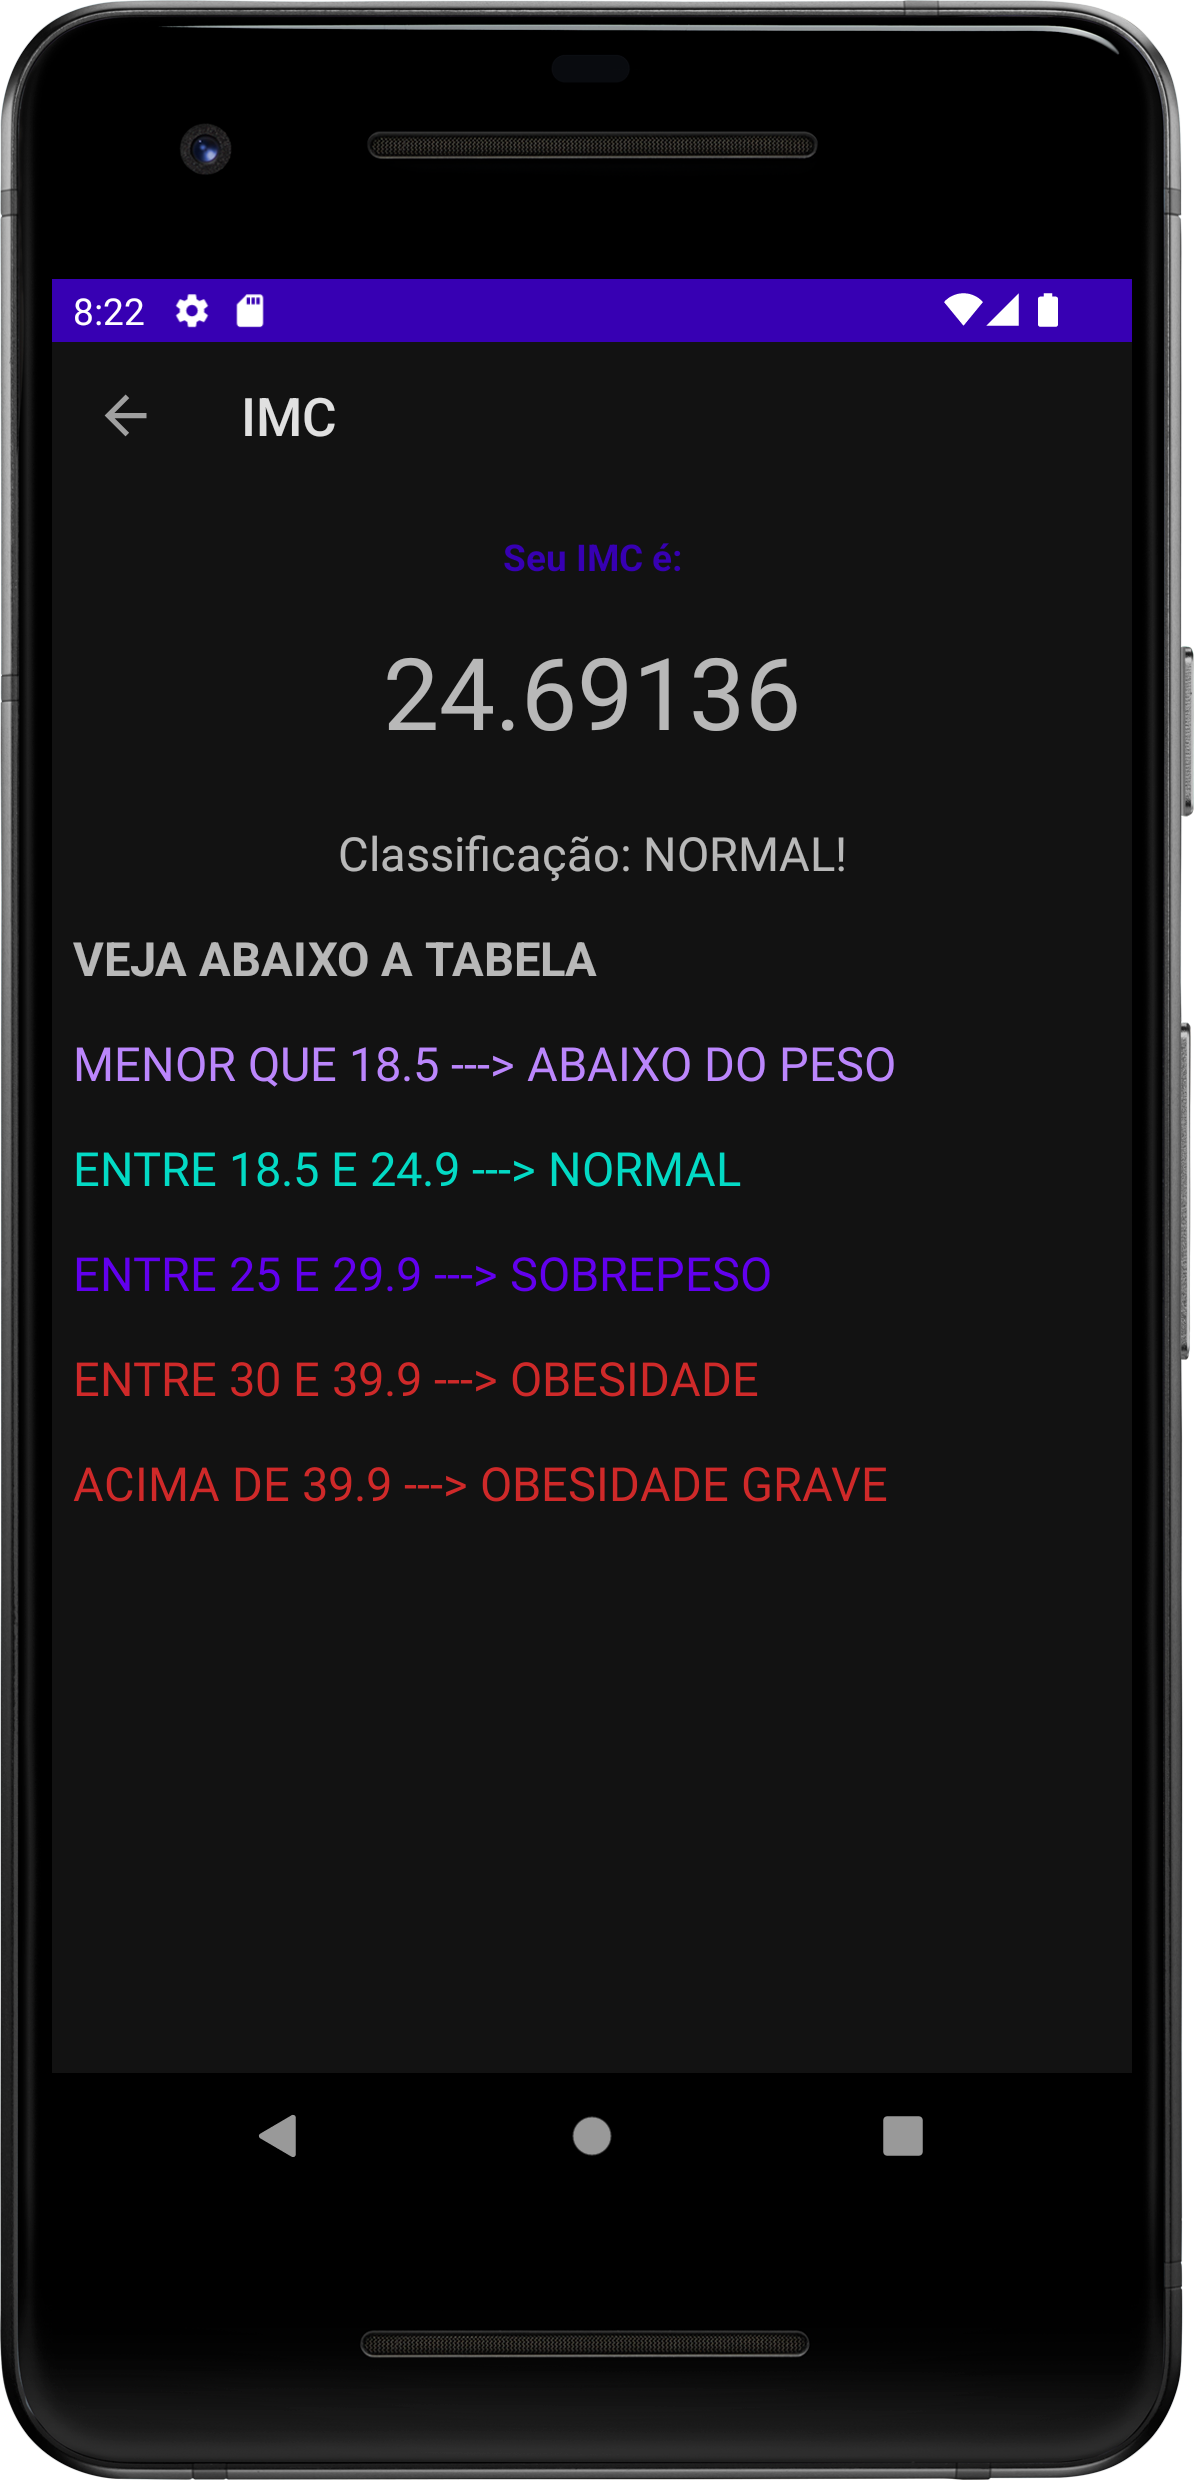 8:22
IMC
Seu IMC é:
24.69136
Classificação: NORMAL!
VEJA ABAIXO A TABELA
MENOR QUE 18.5 ---> ABAIXO DO PESO
ENTRE 18.5 E 24.9 ---> NORMAL
ENTRE 25 E 29.9 ---> SOBREPESO
ENTRE 30 E 39.9 ---> OBESIDADE
ACIMA DE 39.9 ---> OBESIDADE GRAVE